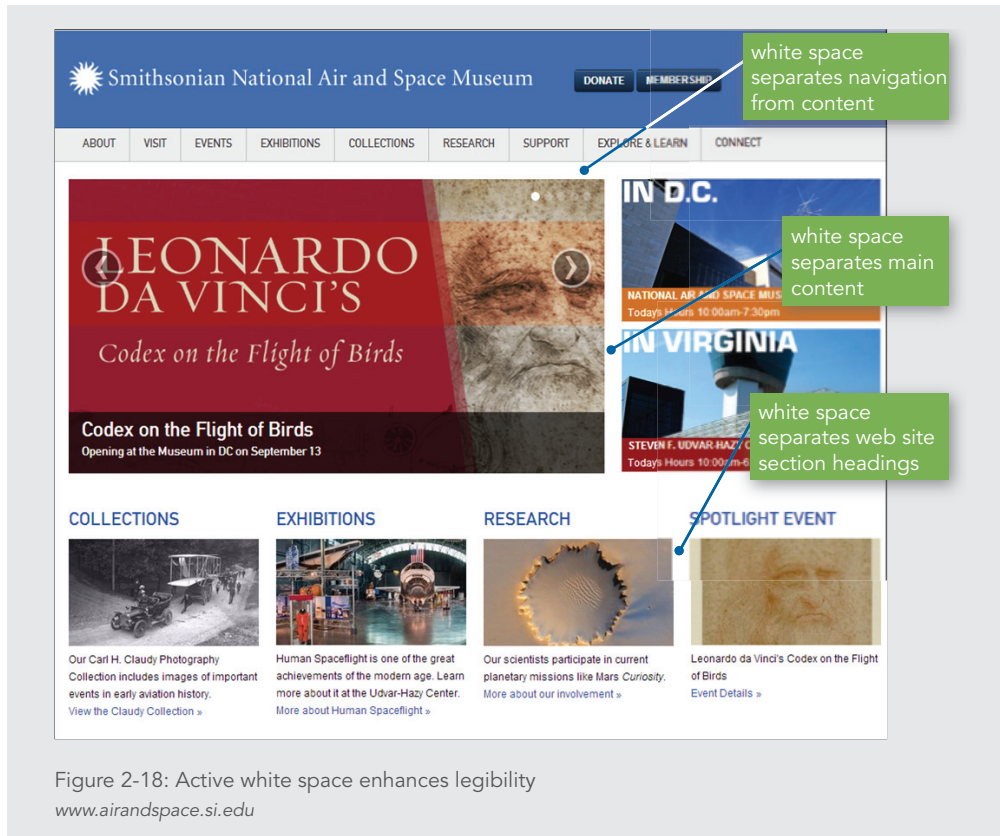 Smithsonian National Air and Space Museum
DONATE
MEMBERSHIP
white space
separates navigation
from content
ABOUT VISIT EVENTS EXHIBITIONS COLLECTIONS RESEARCH SUPPORT EXPLORE & LEARN CONNECT
LEONARDO
DA VINCI'S
Codex on the Flight of Birds
Codex on the Flight of Birds
Opening at the Museum in DC on September 13
IN D.C.
NATIONAL AIR AND SPACE
Today's Hours 10:00am-7:30pm
white space
separates main
content
IN VIRGINIA
STEVEN F. UDVAR-HAZY
Today's Hours
white space
separates web site
section headings
COLLECTIONS
Our Carl H. Claudy Photography
Collection includes images of important
events in early aviation history.
View the Claudy Collection »
EXHIBITIONS
Human Spaceflight is one of the great
achievements of the modern age. Learn
more about it at the Udvar-Hazy Center.
More about Human Spaceflight »
RESEARCH
Our scientists participate in current
planetary missions like Mars Curiosity.
More about our involvement »
SPOTLIGHT EVENT
Leonardo da Vinci's Codex on the Flight
of Birds
Event Details »
Figure 2-18: Active white space enhances legibility
www.airandspace.si.edu